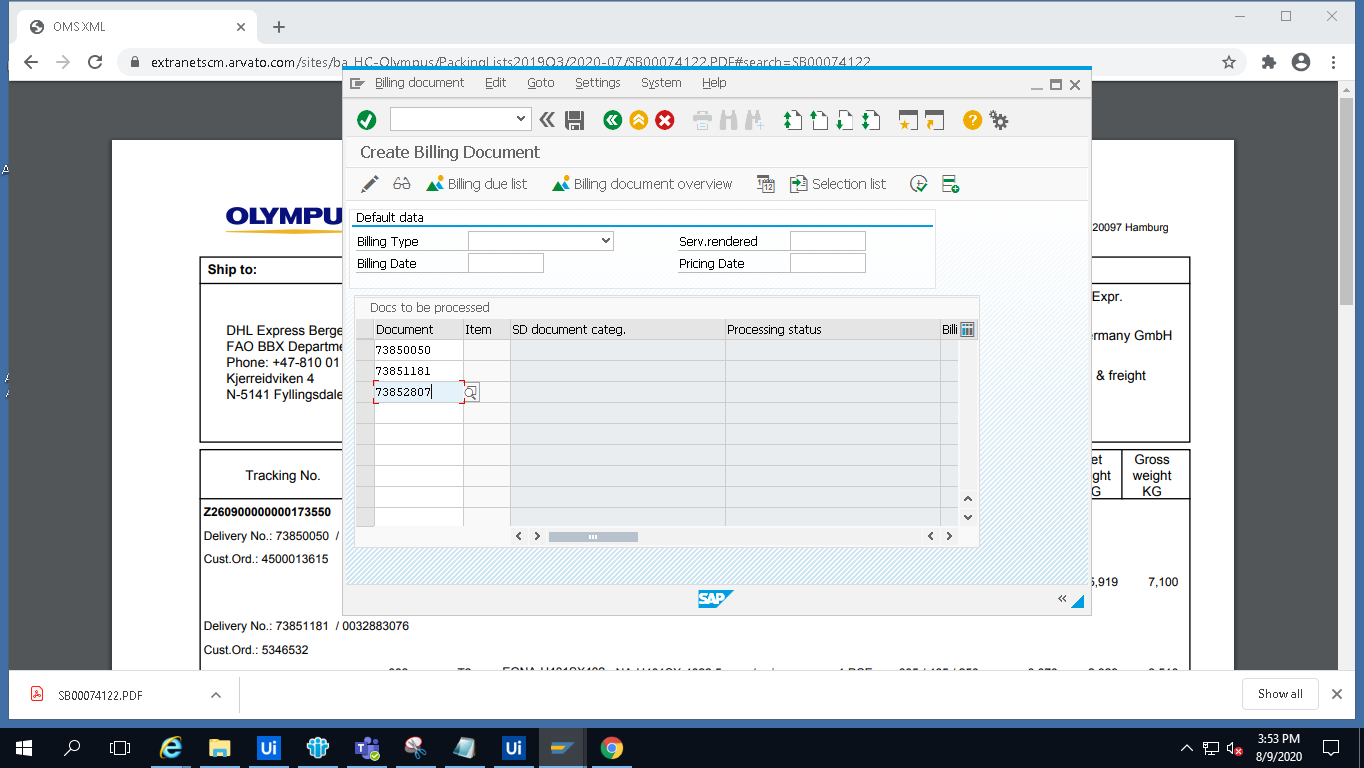 OMS XML
extranetscm.arvato.com/sites/ba_HC-Olympus/PackingLists2019Q3/2020-07/SB00074122.PDF#search=SB00074122
Billing document Edit Goto Settings System Help
Create Billing Document
Billing due list Billing document overview Selection list
Default data
Billing Type Serv.rendered
Billing Date Pricing Date
Docs to be processed
Document Item SD document categ. Processing status Billi
73850050
73851181
73852807
SAP
OLYMPU
20097 Hamburg
Ship to:
Expr.
DHL Express Berge
FAO BBX Departme
Phone: +47-810 01
Kjerreidviken 4
N-5141 Fyllingsdale
rmany GmbH
& freight
Tracking No.
et
ght
G
Gross
weight
KG
Z260900000000173550
Delivery No.: 73850050 /
Cust.Ord.: 4500013615
5,919 7,100
Delivery No.: 73851181 / 0032883076
Cust.Ord.: 5346532
SB00074122.PDF
Show all
Ui
Ui
3:53 PM
8/9/2020